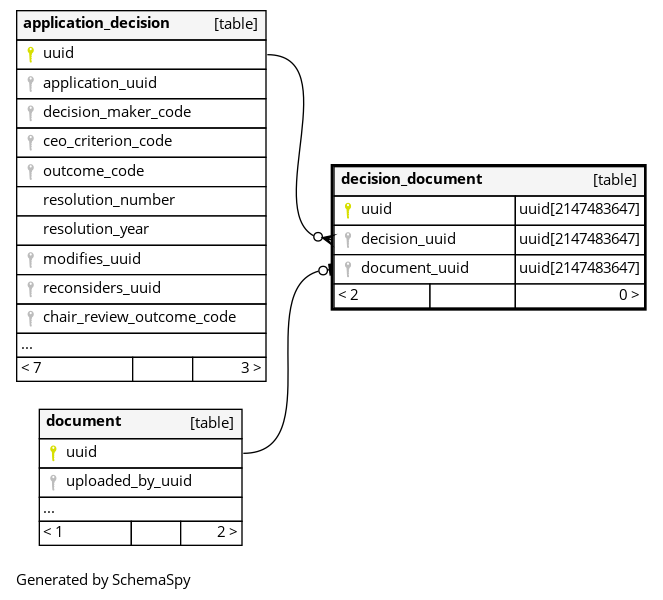 application_decision [table]
uuid
application_uuid
decision_maker_code
ceo_criterion_code
outcome_code
resolution_number
resolution_year
modifies_uuid
reconsiders_uuid
chair_review_outcome_code
...
< 7 3 >
decision_document [table]
uuid uuid[2147483647]
decision_uuid uuid[2147483647]
document_uuid uuid[2147483647]
< 2 0 >
document [table]
uuid
uploaded_by_uuid
...
< 1 2 >
Generated by SchemaSpy